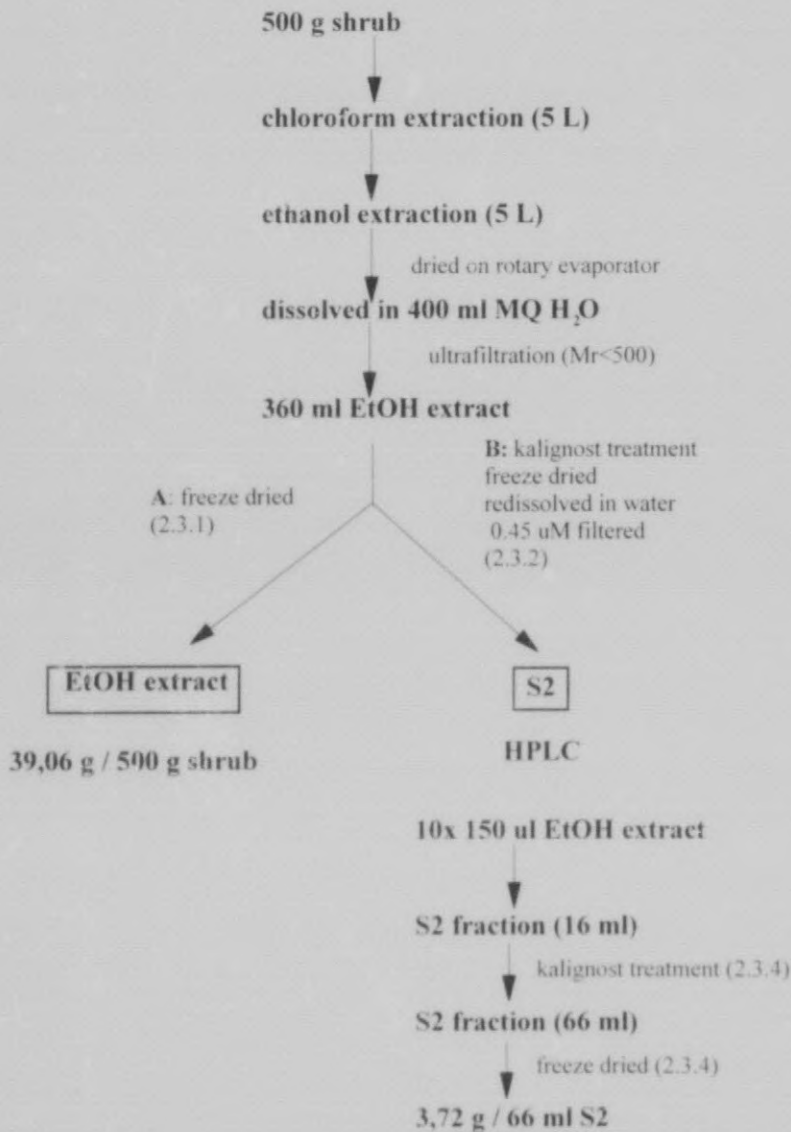 500 g shrub
chloroform extraction (5 L)
ethanol extraction (5 L)
dried on rotary evaporator
dissolved in 400 ml MQ H₂O
ultrafiltration (Mr<500)
360 ml EtOH extract
A: freeze dried
(2.3.1)
B: kalignost treatment
freeze dried
redissolved in water
0.45 uM filtered
(2.3.2)
EtOH extract
39,06 g / 500 g shrub
S2
HPLC
10x 150 ul EtOH extract
S2 fraction (16 ml)
kalignost treatment (2.3.4)
S2 fraction (66 ml)
freeze dried (2.3.4)
3,72 g / 66 ml S2